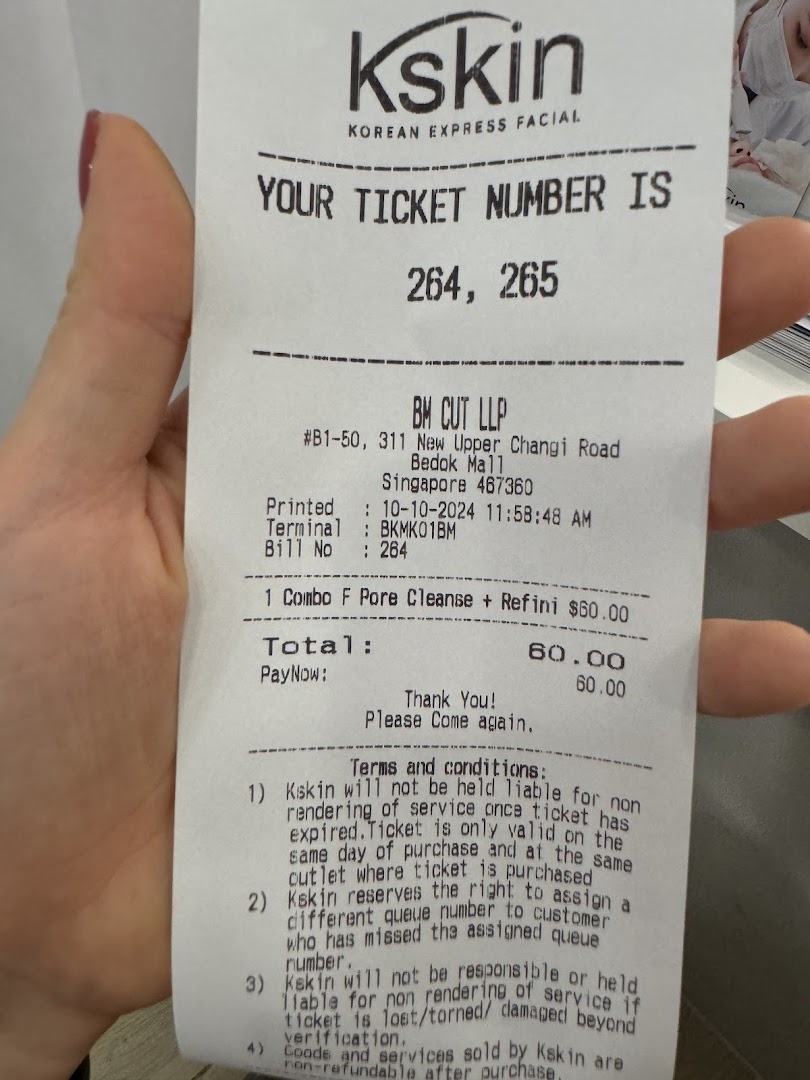 Kskin
KOREAN EXPRESS FACIAL
YOUR TICKET NUMBER IS
264, 265
BM CUT LLP
#B1-50, 311 New Upper Changi Road
Bedok Mall
Singapore 467360
Printed : 10-10-2024 11:58:48 AM
Terminal : BKMK01BM
Bill No : 264
1 Combo F Pore Cleanse + Refini $60.00
Total: 60.00
PayNow: 60.00
Thank You!
Please Come again.
Terms and conditions:
1) Kskin will not be held liable for non
rendering of service once ticket has
expired.Ticket is only valid on the
same day of purchase and at the same
outlet where ticket is purchased
2) Kskin reserves the right to assign a
different queue number to customer
who has missed the assigned queue
number.
3) Kskin will not be responsible or held
liable for non rendering of service if
ticket is lost/torned/ damaged beyond
verification.
4) Goods and services sold by Kskin are
non-refundable after purchase.